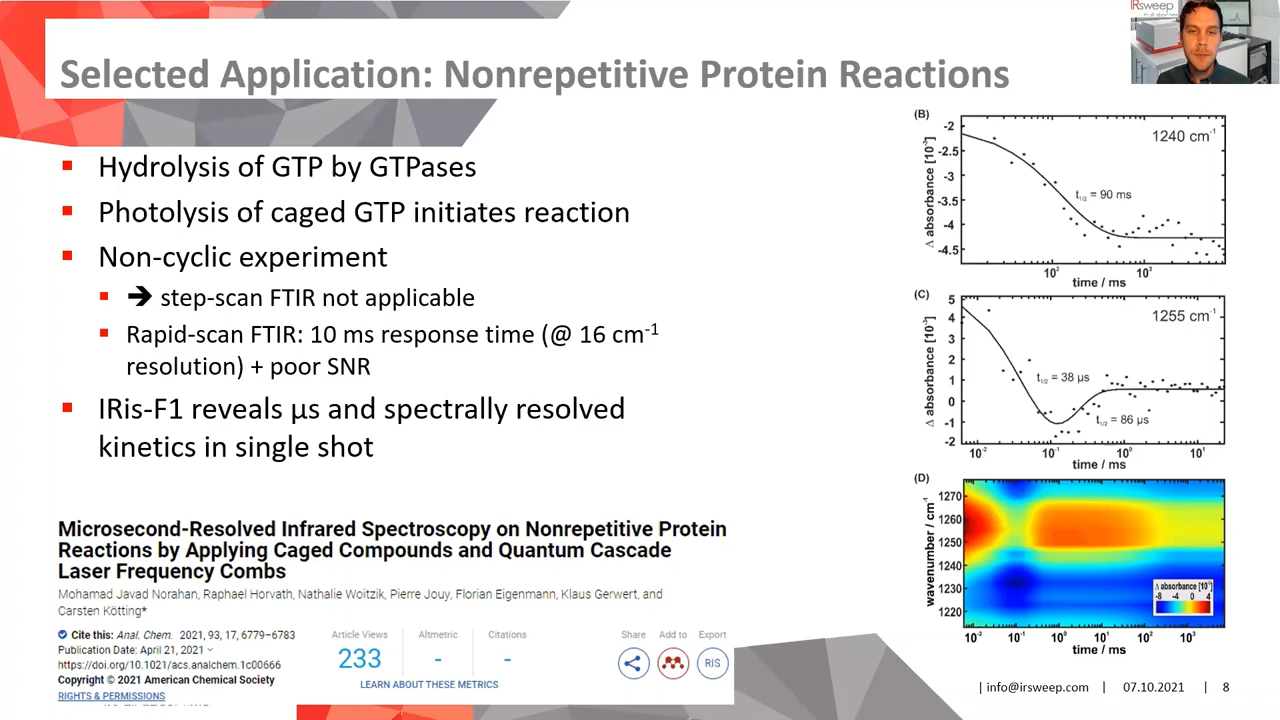 IRsweep
Selected Application: Nonrepetitive Protein Reactions
Hydrolysis of GTP by GTPases
Photolysis of caged GTP initiates reaction
Non-cyclic experiment
➔ step-scan FTIR not applicable
Rapid-scan FTIR: 10 ms response time (@ 16 cm⁻¹
resolution) + poor SNR
IRis-F1 reveals µs and spectrally resolved
kinetics in single shot
Microsecond-Resolved Infrared Spectroscopy on Nonrepetitive Protein
Reactions by Applying Caged Compounds and Quantum Cascade
Laser Frequency Combs
Mohamad Javad Norahan, Raphael Horvath, Nathalie Woitzik, Pierre Jouy, Florian Eigenmann, Klaus Gerwert, and
Carsten Kötting*
Cite this: Anal. Chem. 2021, 93, 17, 6779–6783
Publication Date: April 21, 2021
https://doi.org/10.1021/acs.analchem.1c00666
Copyright © 2021 American Chemical Society
RIGHTS & PERMISSIONS
Article Views
233
Altmetric
-
Citations
-
LEARN ABOUT THESE METRICS
Share
Add to
Export
RIS
(B)
1240 cm⁻¹
t1/2 = 90 ms
Δ absorbance [10⁻³]
-2
-2.5
-3
-3.5
-4
-4.5
10² 10³
time / ms
(C)
1255 cm⁻¹
t1/2 = 38 µs
t1/2 = 86 µs
Δ absorbance [10⁻³]
5
4
3
2
1
0
-1
-2
10⁻² 10⁻¹ 10⁰ 10¹
time / ms
(D)
wavenumber / cm⁻¹
1270
1260
1250
1240
1230
1220
Δ absorbance [10⁻³]
-8 -4 0 4
10⁻² 10⁻¹ 10⁰ 10¹ 10² 10³
time / ms
| info@irsweep.com | 07.10.2021 | 8